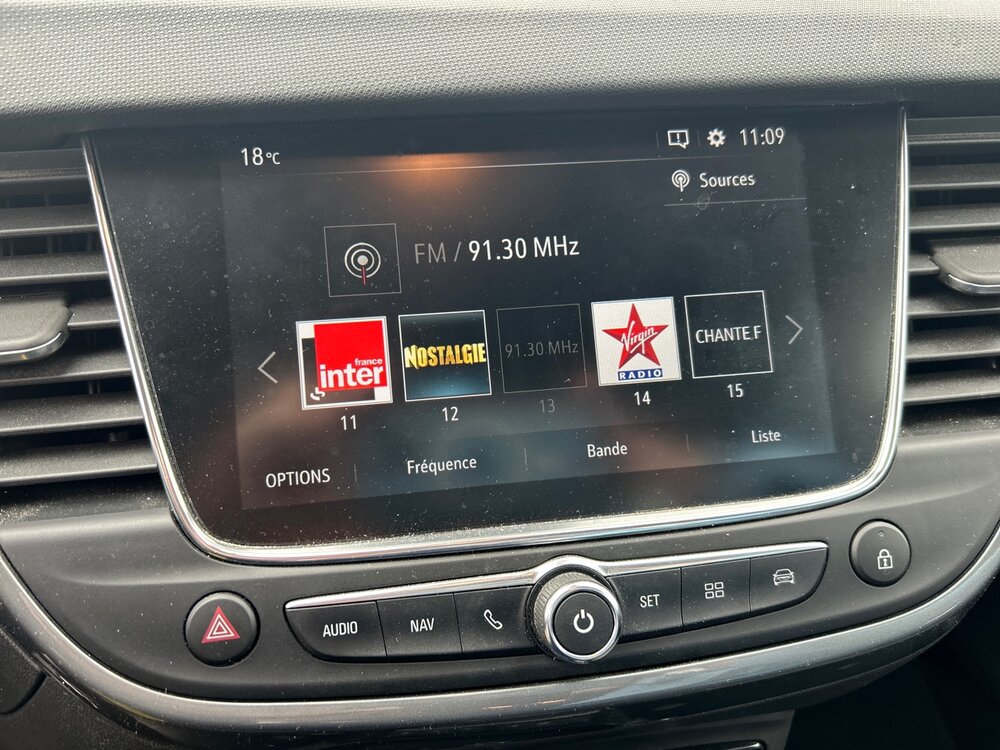 18°C
11:09
Sources
FM / 91.30 MHz
france
inter
NOSTALGIE
91.30 MHz
Virgin
RADIO
CHANTE F
11
12
13
14
15
OPTIONS
Fréquence
Bande
Liste
AUDIO
NAV
SET